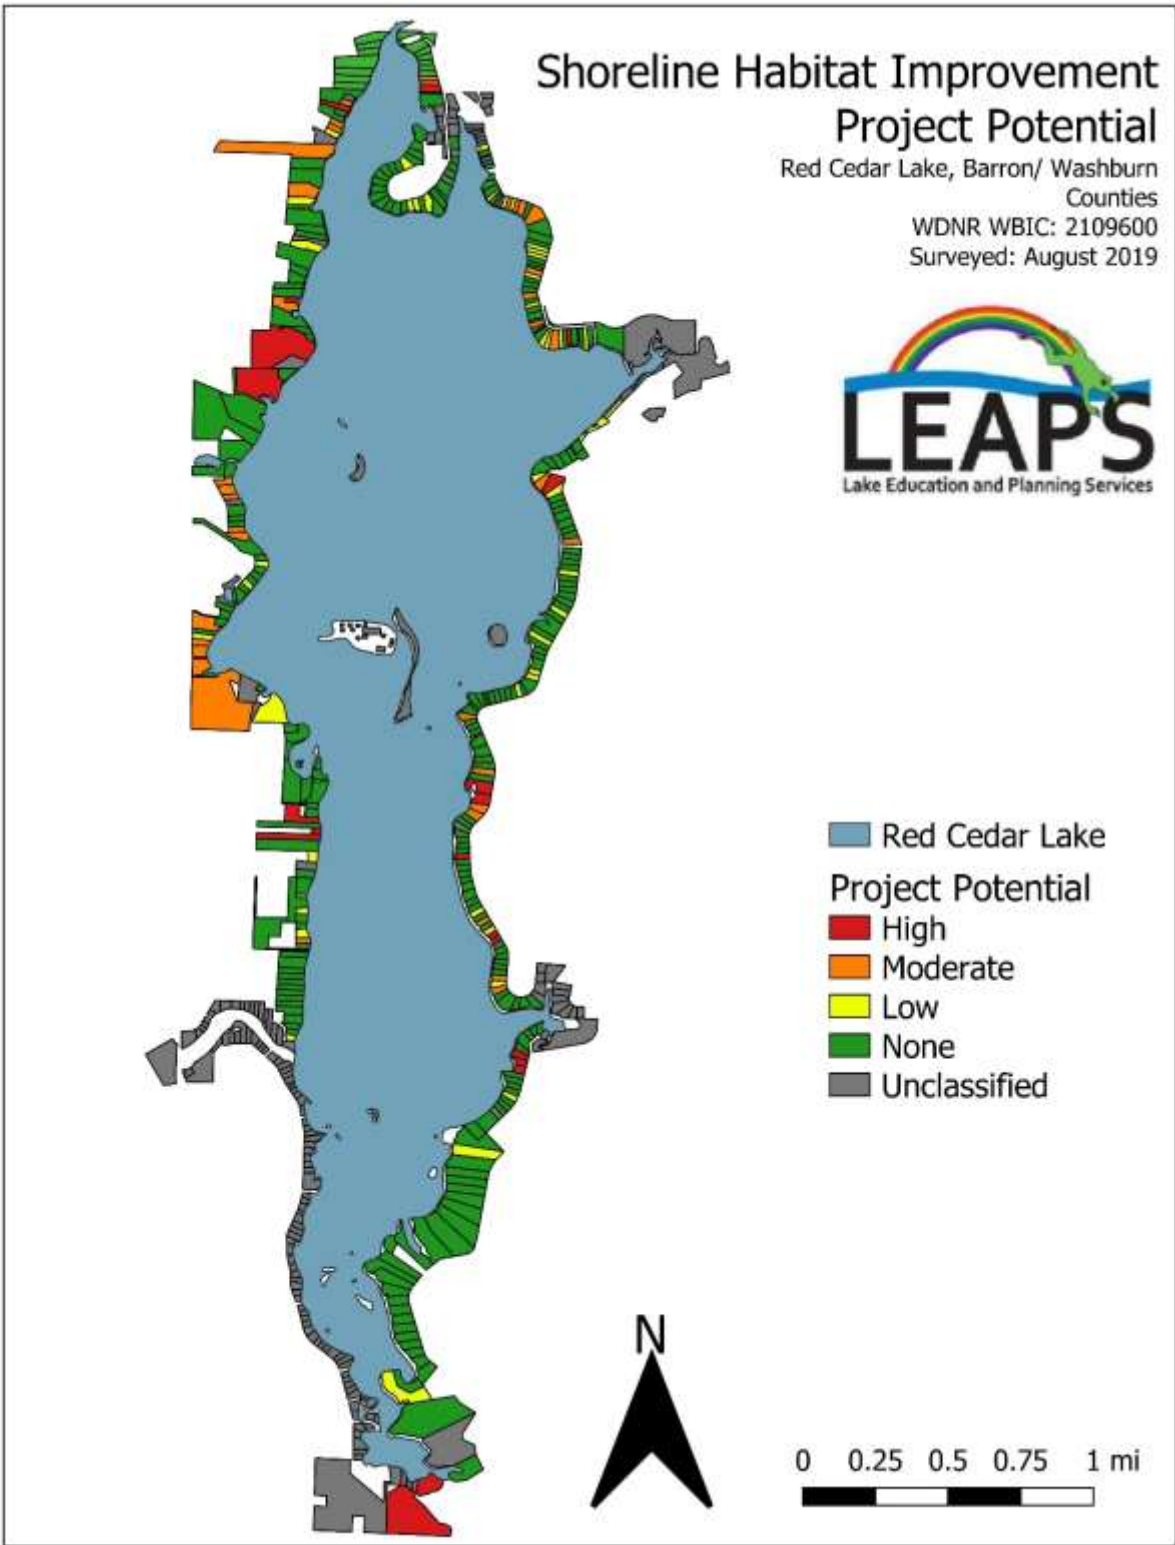 Shoreline Habitat Improvement
Project Potential
Red Cedar Lake, Barron/ Washburn
Counties
WDNR WBIC: 2109600
Surveyed: August 2019
LEAPS
Lake Education and Planning Services
Red Cedar Lake
Project Potential
High
Moderate
Low
None
Unclassified
N
0 0.25 0.5 0.75 1 mi